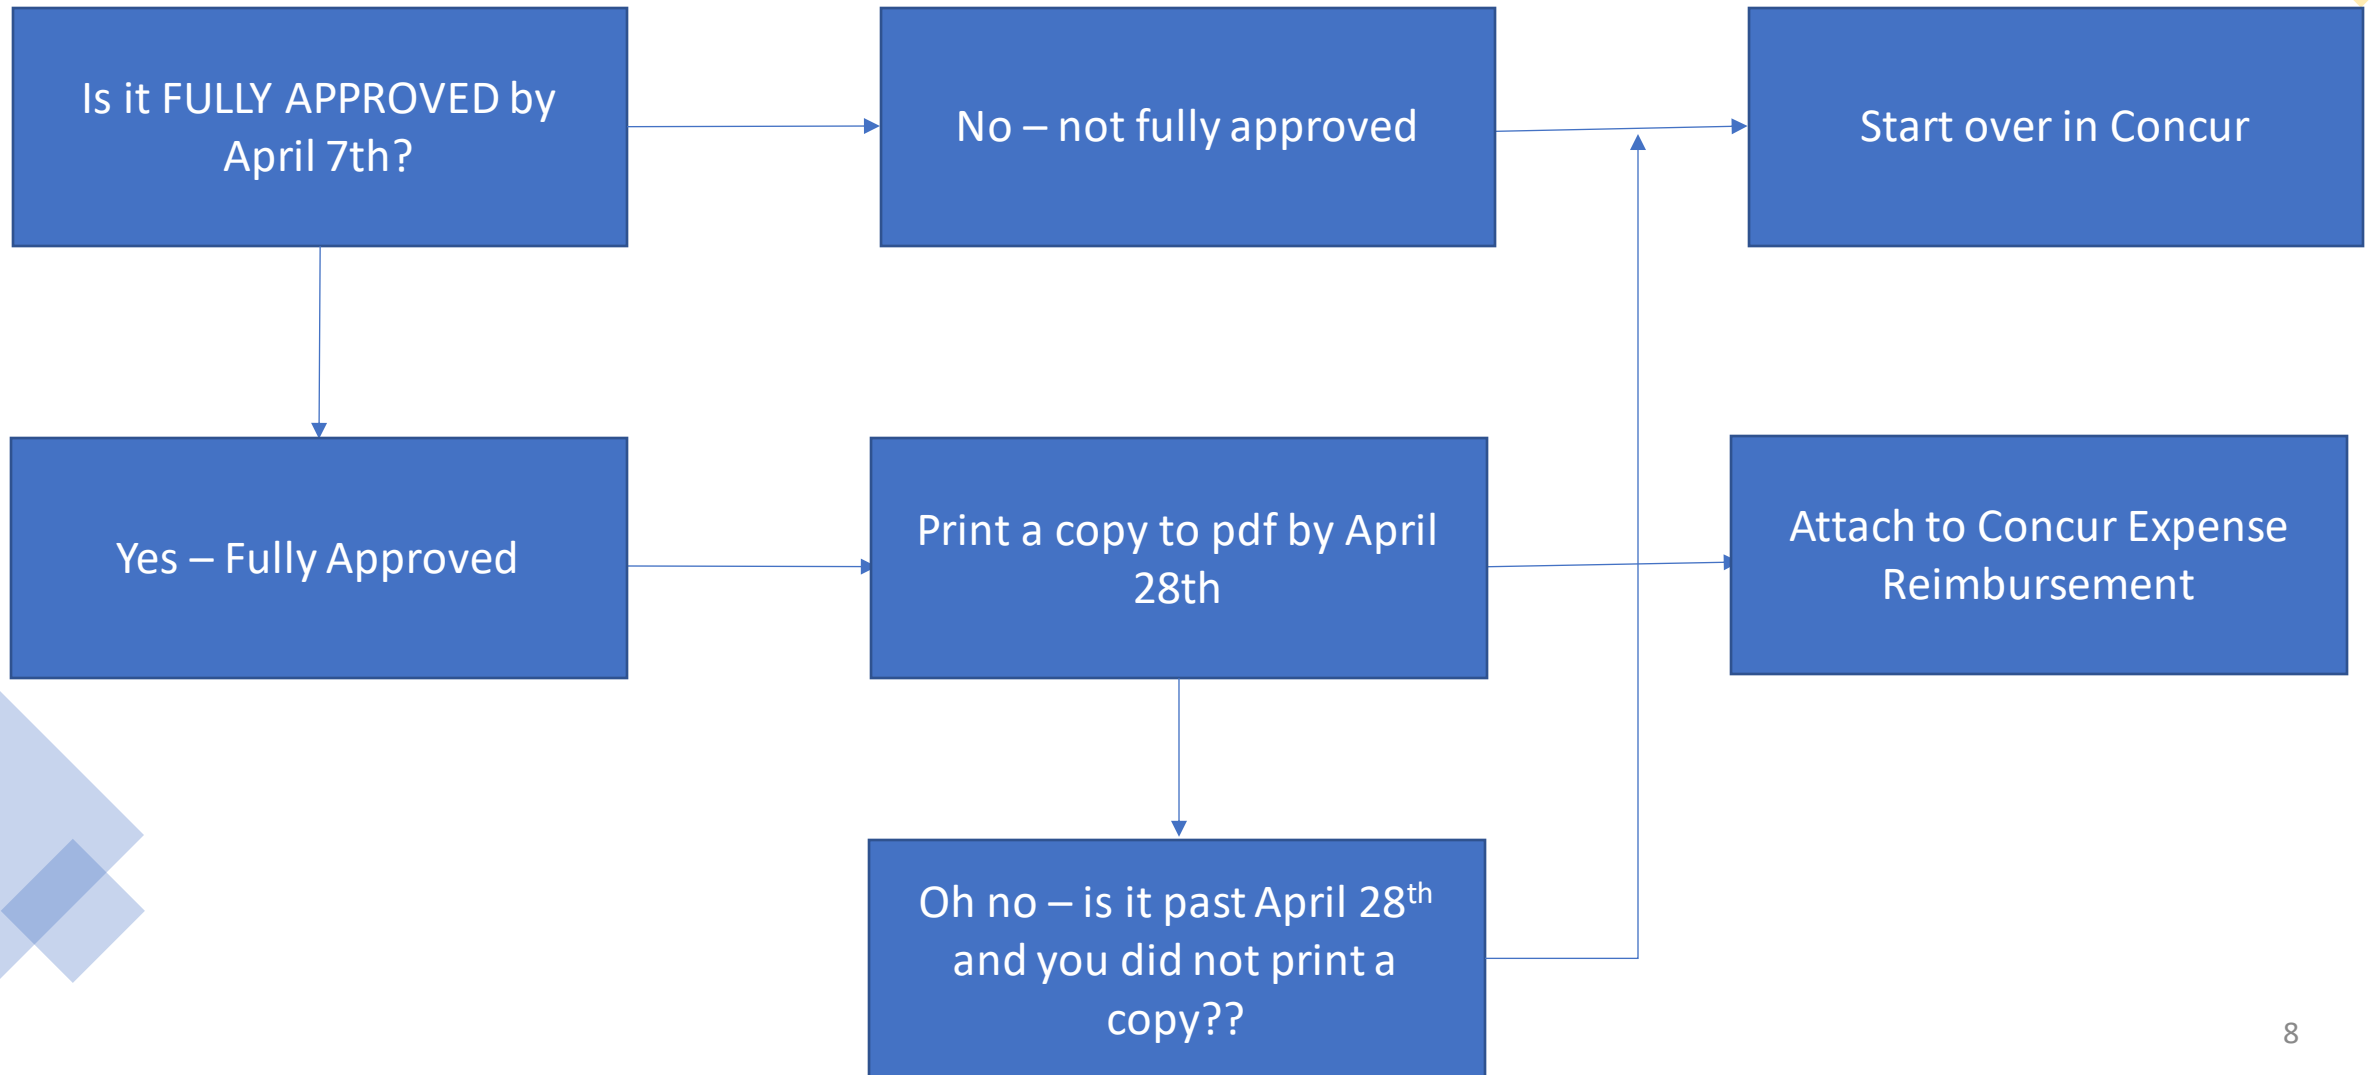 Is it FULLY APPROVED by
April 7th?
No – not fully approved
Start over in Concur
Yes – Fully Approved
Print a copy to pdf by April
28th
Attach to Concur Expense
Reimbursement
Oh no – is it past April 28th
and you did not print a
copy??
8